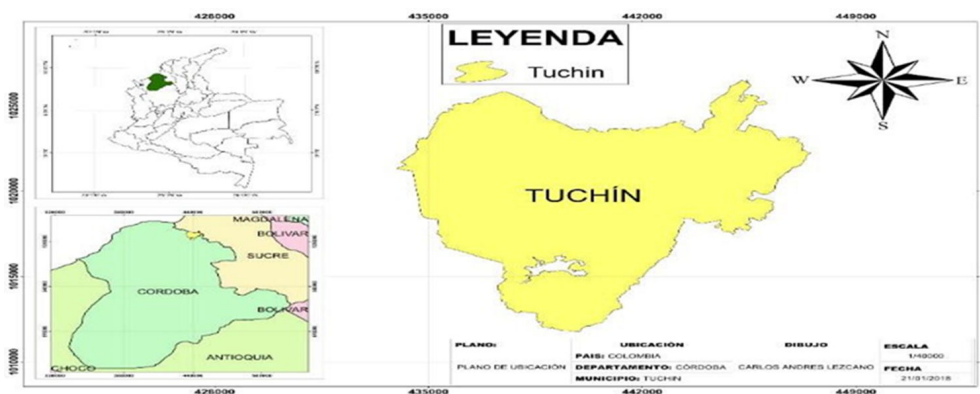 428000 435000 442000 449000
LEYENDA
Tuchin
N
W E
S
1025000
1020000
1015000
1010000
TUCHÍN
MAGDALENA
BOLIVAR
SUCRE
CORDOBA
BOLIVAR
ANTIOQUIA
CHOCO
PLANO: UBICACIÓN DIBUJO ESCALA
PAIS: COLOMBIA 1/48000
PLANO DE UBICACIÓN DEPARTAMENTO: CÓRDOBA CARLOS ANDRES LEZCANO FECHA
MUNICIPIO: TUCHIN 21/01/2018
428000 435000 442000 449000